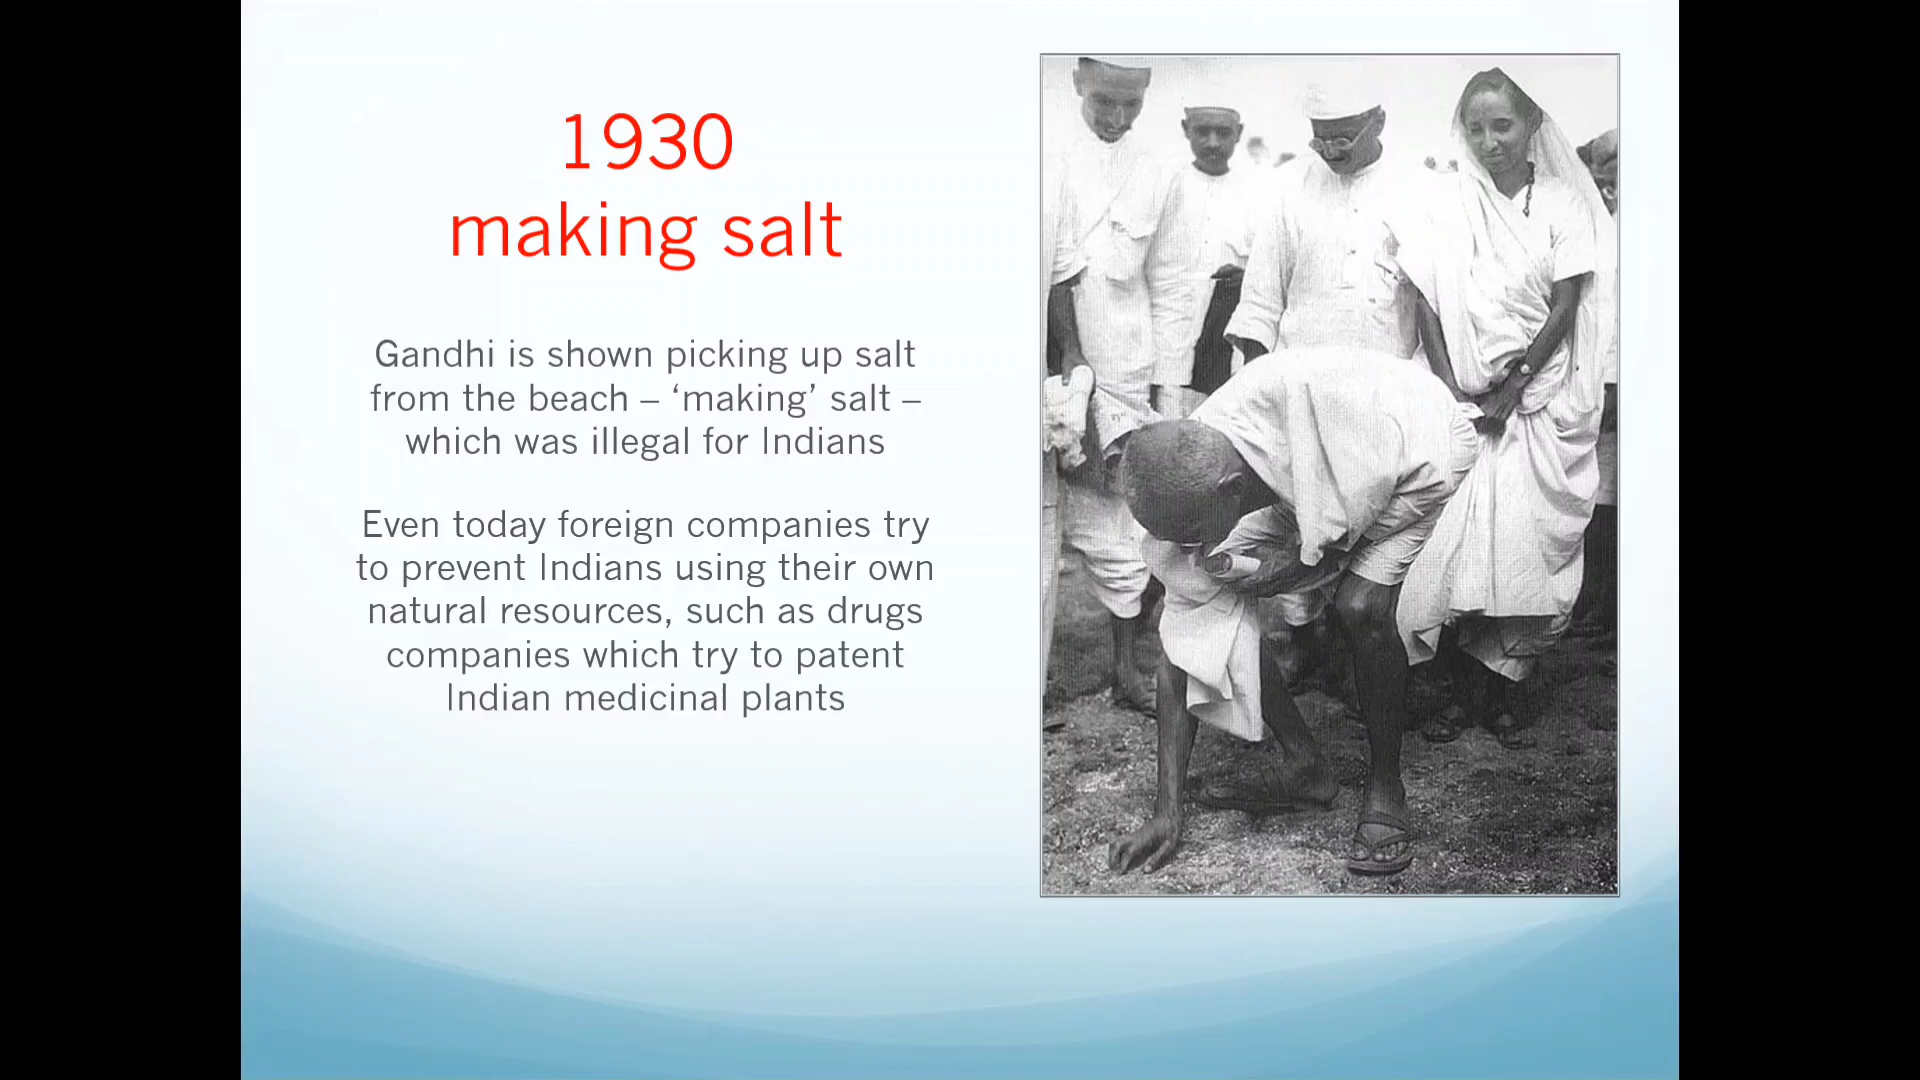 1930
making salt
Gandhi is shown picking up salt
from the beach – ‘making’ salt –
which was illegal for Indians
Even today foreign companies try
to prevent Indians using their own
natural resources, such as drugs
companies which try to patent
Indian medicinal plants